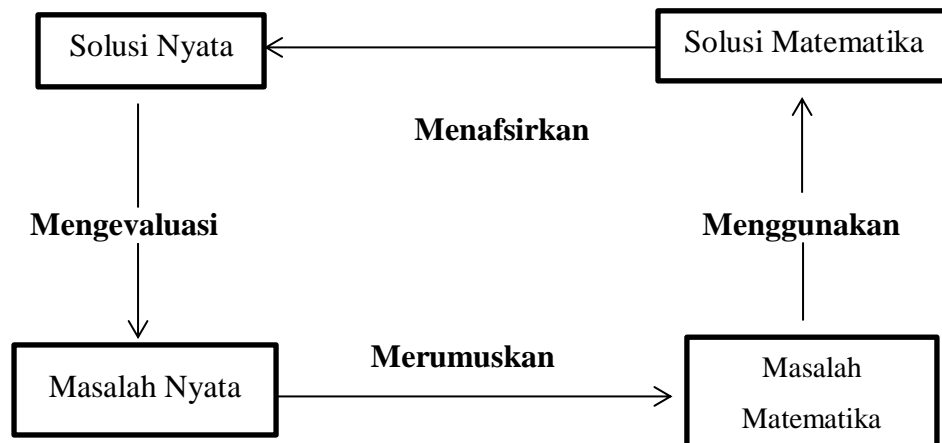 Solusi Nyata
Solusi Matematika
Menafsirkan
Mengevaluasi
Menggunakan
Merumuskan
Masalah Nyata
Masalah
Matematika